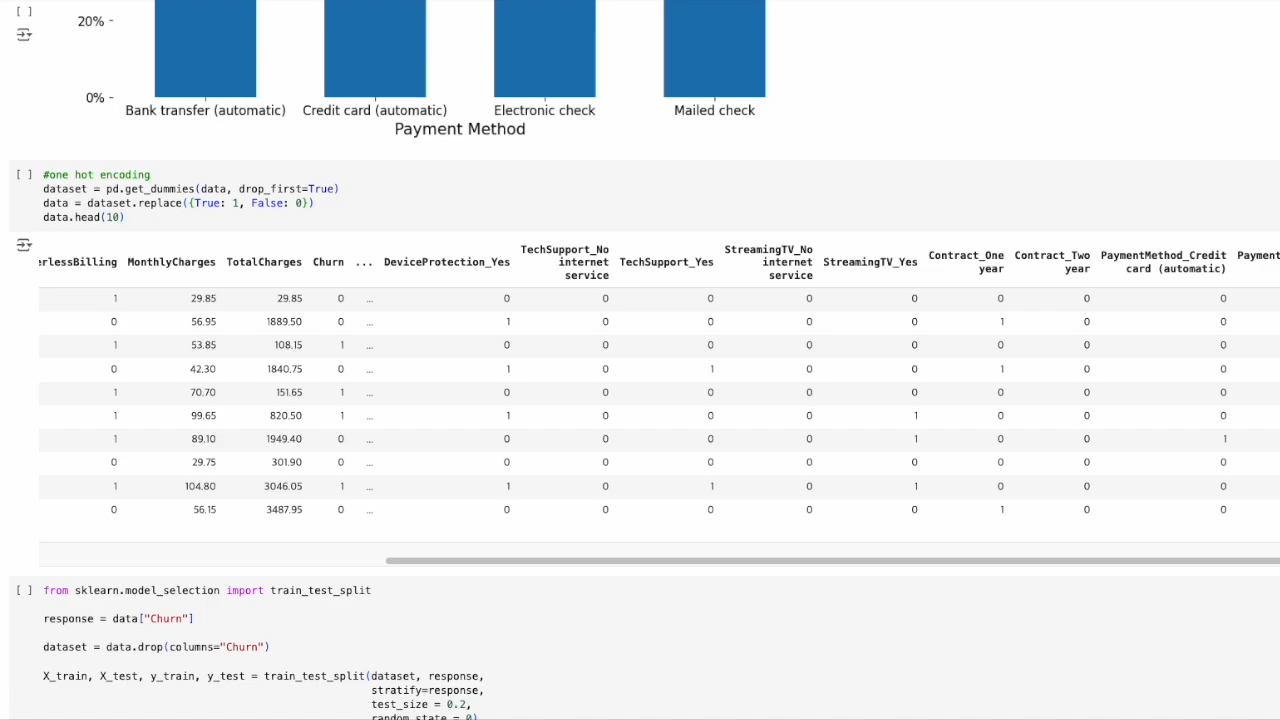 [ ]
20% -
0% -
Bank transfer (automatic) Credit card (automatic) Electronic check Mailed check
Payment Method
[ ] #one hot encoding
dataset = pd.get_dummies(data, drop_first=True)
data = dataset.replace({True: 1, False: 0})
data.head(10)
erlessBilling MonthlyCharges TotalCharges Churn ... DeviceProtection_Yes TechSupport_No internet service TechSupport_Yes StreamingTV_No internet service StreamingTV_Yes Contract_One year Contract_Two year PaymentMethod_Credit card (automatic) Payment
1 29.85 29.85 0 ... 0 0 0 0 0 0 0 0
0 56.95 1889.50 0 ... 1 0 0 0 0 1 0 0
1 53.85 108.15 1 ... 0 0 0 0 0 0 0 0
0 42.30 1840.75 0 ... 1 0 1 0 0 1 0 0
1 70.70 151.65 1 ... 0 0 0 0 0 0 0 0
1 99.65 820.50 1 ... 1 0 0 0 1 0 0 0
1 89.10 1949.40 0 ... 0 0 0 0 1 0 0 1
0 29.75 301.90 0 ... 0 0 0 0 0 0 0 0
1 104.80 3046.05 1 ... 1 0 1 0 1 0 0 0
0 56.15 3487.95 0 ... 0 0 0 0 0 1 0 0
[ ] from sklearn.model_selection import train_test_split
response = data["Churn"]
dataset = data.drop(columns="Churn")
X_train, X_test, y_train, y_test = train_test_split(dataset, response,
stratify=response,
test_size = 0.2,
random_state = 0)